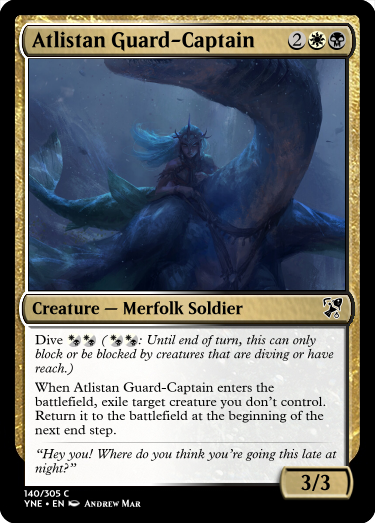 Atlistan Guard-Captain 2
Creature — Merfolk Soldier
Dive ( : Until end of turn, this can only
block or be blocked by creatures that are diving or have
reach.)
When Atlistan Guard-Captain enters the
battlefield, exile target creature you don't control.
Return it to the battlefield at the beginning of the
next end step.
“Hey you! Where do you think you're going this late at
night?”
3/3
140/305 C
YNE • EN Andrew Mar